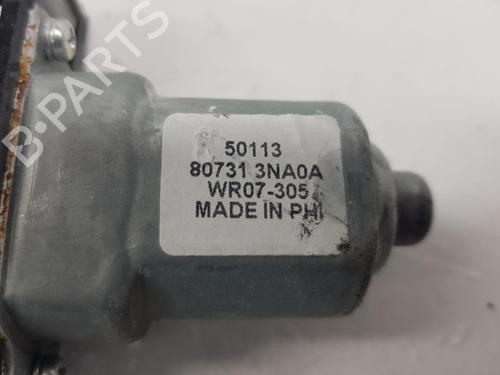 B-PARTS
50113
80731 3NA0A
WR07-305
MADE IN PHI